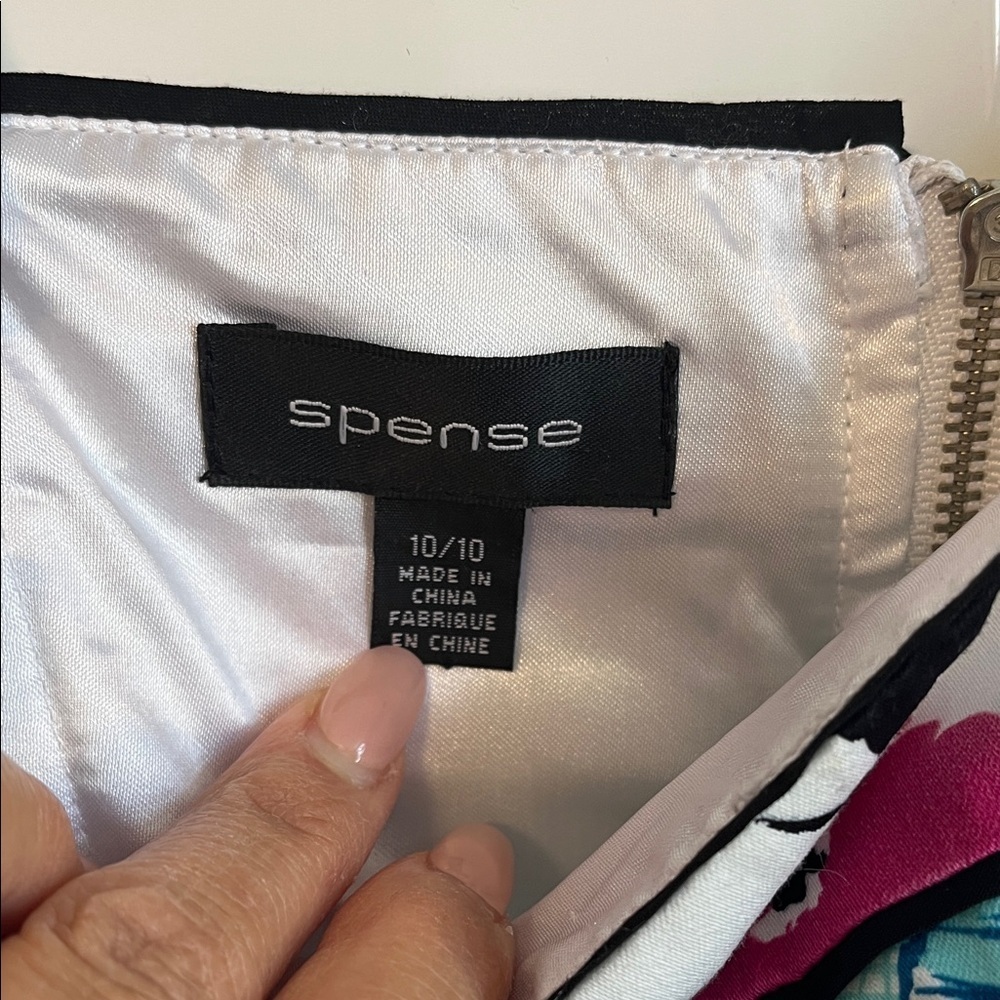 spense
10/10
MADE IN
CHINA
FABRIQUE
EN CHINE